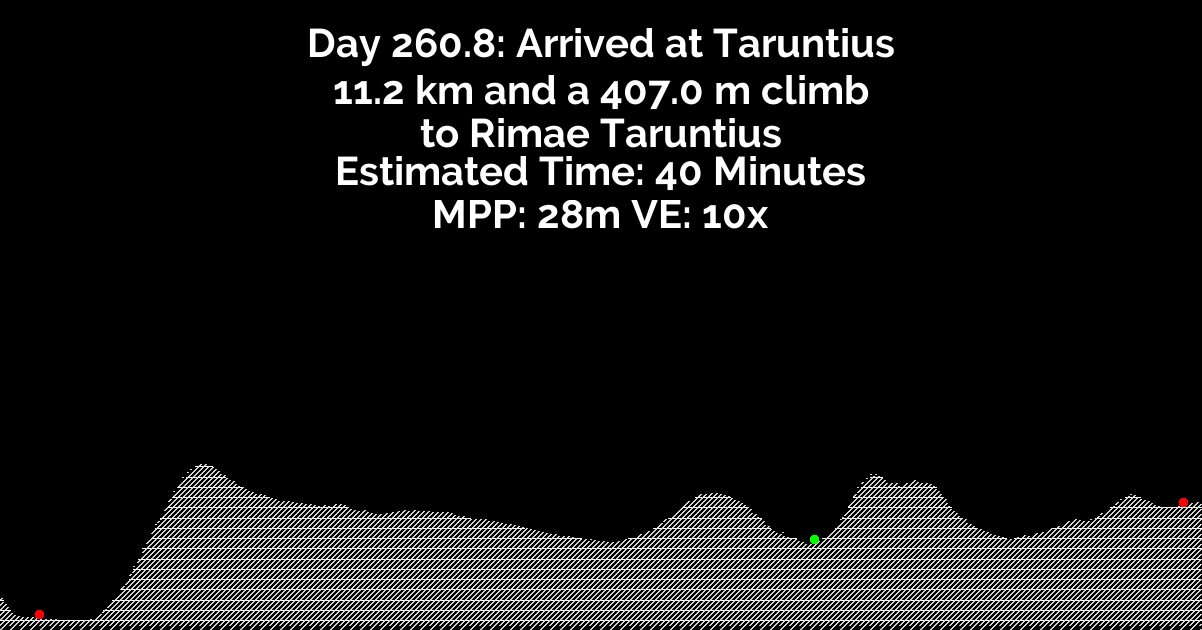 Day 260.8: Arrived at Taruntius
11.2 km and a 407.0 m climb
to Rimae Taruntius
Estimated Time: 40 Minutes
MPP: 28m VE: 10x